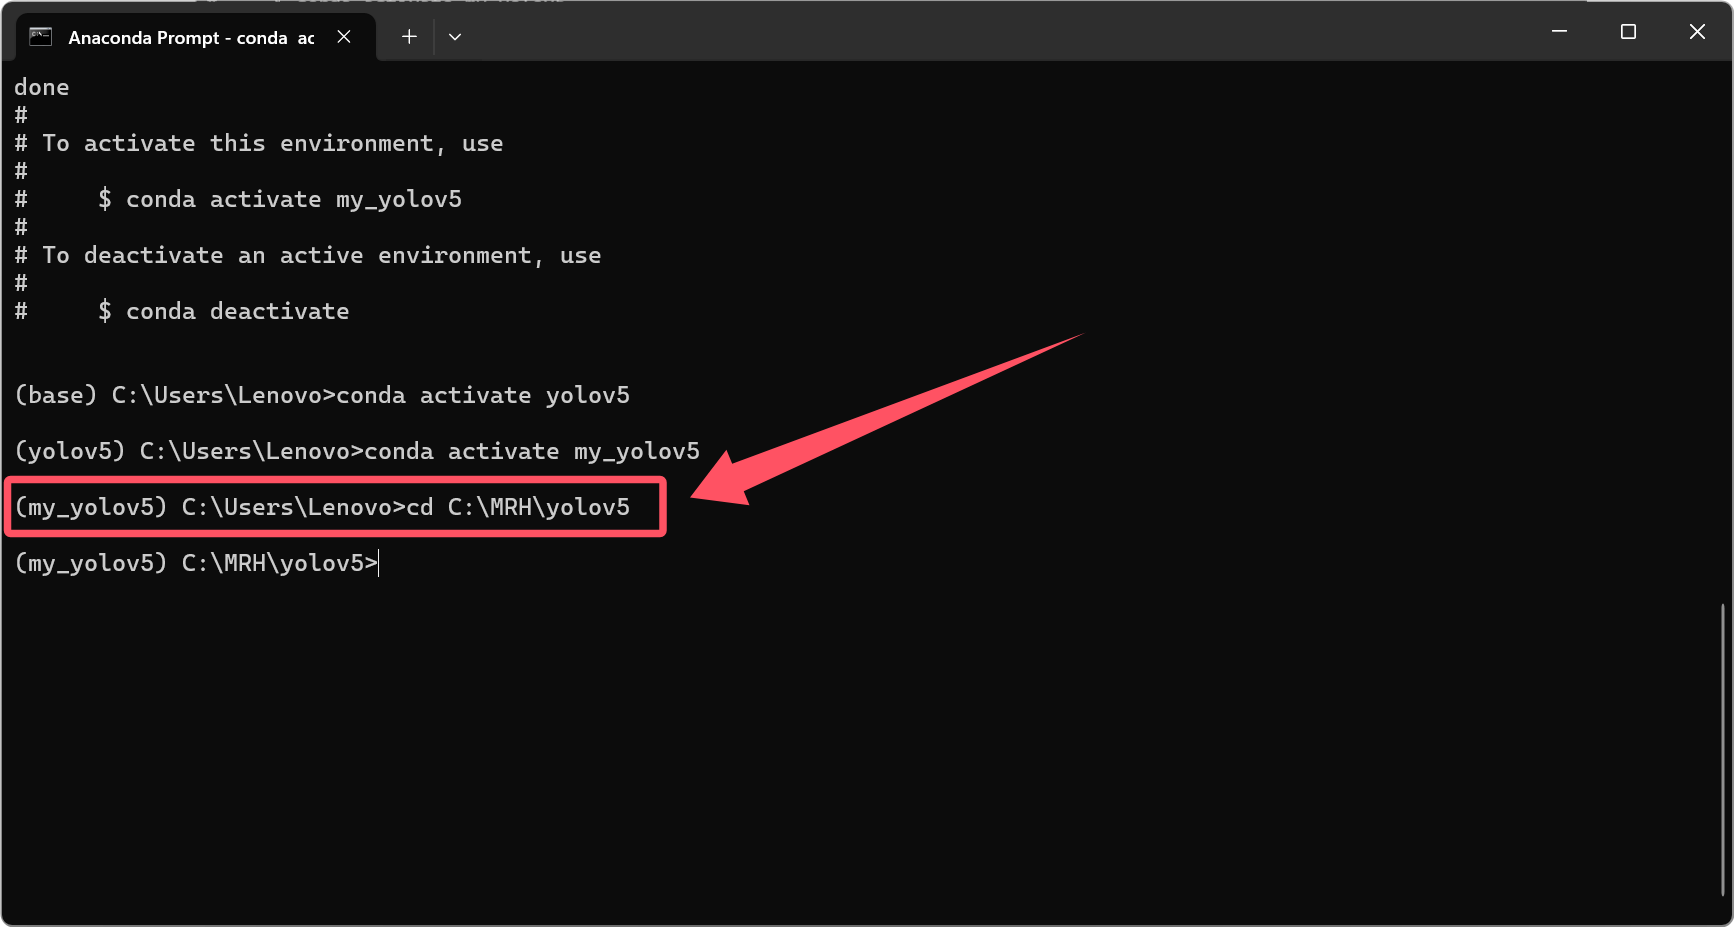 Anaconda Prompt - conda ac
done
#
# To activate this environment, use
#
#     $ conda activate my_yolov5
#
# To deactivate an active environment, use
#
#     $ conda deactivate
(base) C:\Users\Lenovo>conda activate yolov5
(yolov5) C:\Users\Lenovo>conda activate my_yolov5
(my_yolov5) C:\Users\Lenovo>cd C:\MRH\yolov5
(my_yolov5) C:\MRH\yolov5>